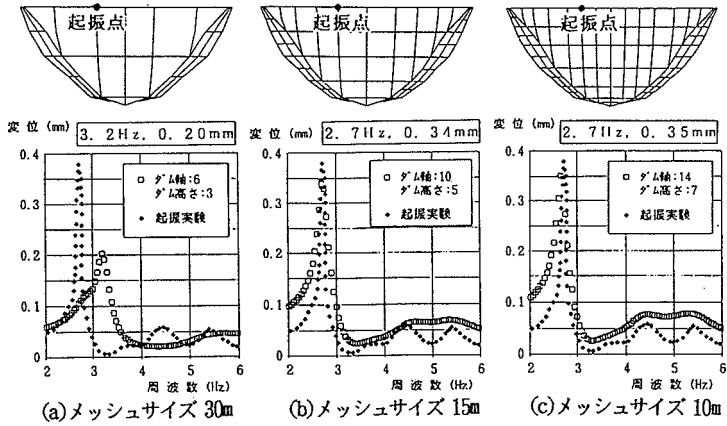 起振点
起振点
起振点
変位(mm)
3.2Hz, 0.20mm
変位(mm)
2.7Hz, 0.34mm
変位(mm)
2.7Hz, 0.35mm
0.4
0.3
0.2
0.1
0
□ ダム軸:6
ダム高さ:3
◆ 起振実験
2 3 4 5 6
周波数(Hz)
0.4
0.3
0.2
0.1
0
□ ダム軸:10
ダム高さ:5
◆ 起振実験
2 3 4 5 6
周波数(Hz)
0.4
0.3
0.2
0.1
0
□ ダム軸:14
ダム高さ:7
◆ 起振実験
2 3 4 5 6
周波数(Hz)
(a)メッシュサイズ 30m
(b)メッシュサイズ 15m
(c)メッシュサイズ 10m